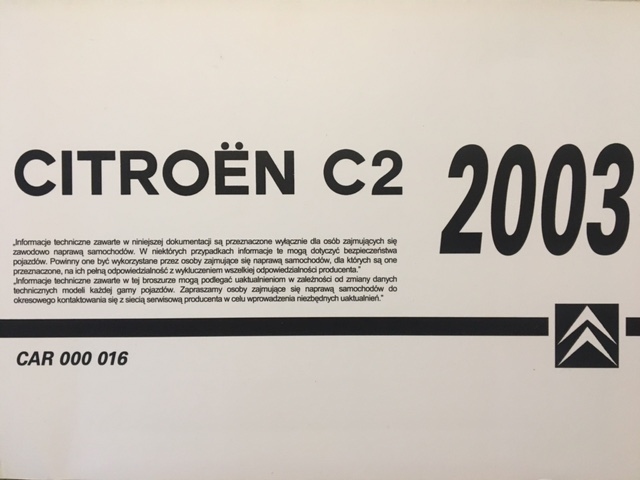 CITROËN C2 2003
„Informacje techniczne zawarte w niniejszej dokumentacji są przeznaczone wyłącznie dla osób zajmujących się
zawodowo naprawą samochodów. W niektórych przypadkach informacje te mogą dotyczyć bezpieczeństwa
pojazdów. Powinny one być wykorzystane przez osoby zajmujące się naprawą samochodów, dla których są one
przeznaczone, na ich pełną odpowiedzialność z wykluczeniem wszelkiej odpowiedzialności producenta.”
„Informacje techniczne zawarte w tej broszurze mogą podlegać uaktualnieniom w zależności od zmiany danych
technicznych modeli każdej gamy pojazdów. Zapraszamy osoby zajmujące się naprawą samochodów do
okresowego kontaktowania się z siecią serwisową producenta w celu wprowadzenia niezbędnych uaktualnień.”
CAR 000 016